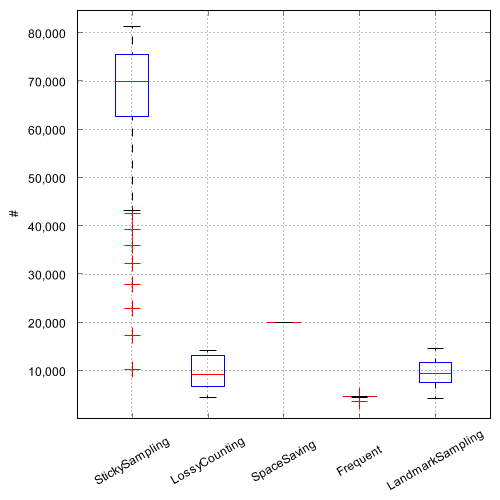 80,000
70,000
60,000
50,000
#
40,000
30,000
20,000
10,000
StickySampling
LossyCounting
SpaceSaving
Frequent
LandmarkSampling